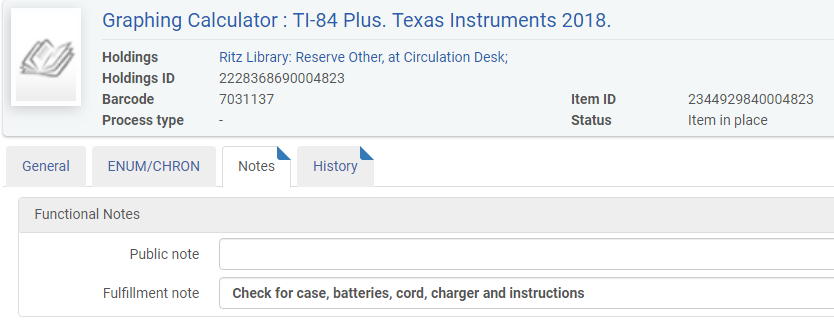 Graphing Calculator : TI-84 Plus. Texas Instruments 2018.
Holdings Ritz Library: Reserve Other, at Circulation Desk;
Holdings ID 2228368690004823
Barcode 7031137 Item ID 2344929840004823
Process type - Status Item in place
General ENUM/CHRON Notes History
Functional Notes
Public note
Fulfillment note Check for case, batteries, cord, charger and instructions